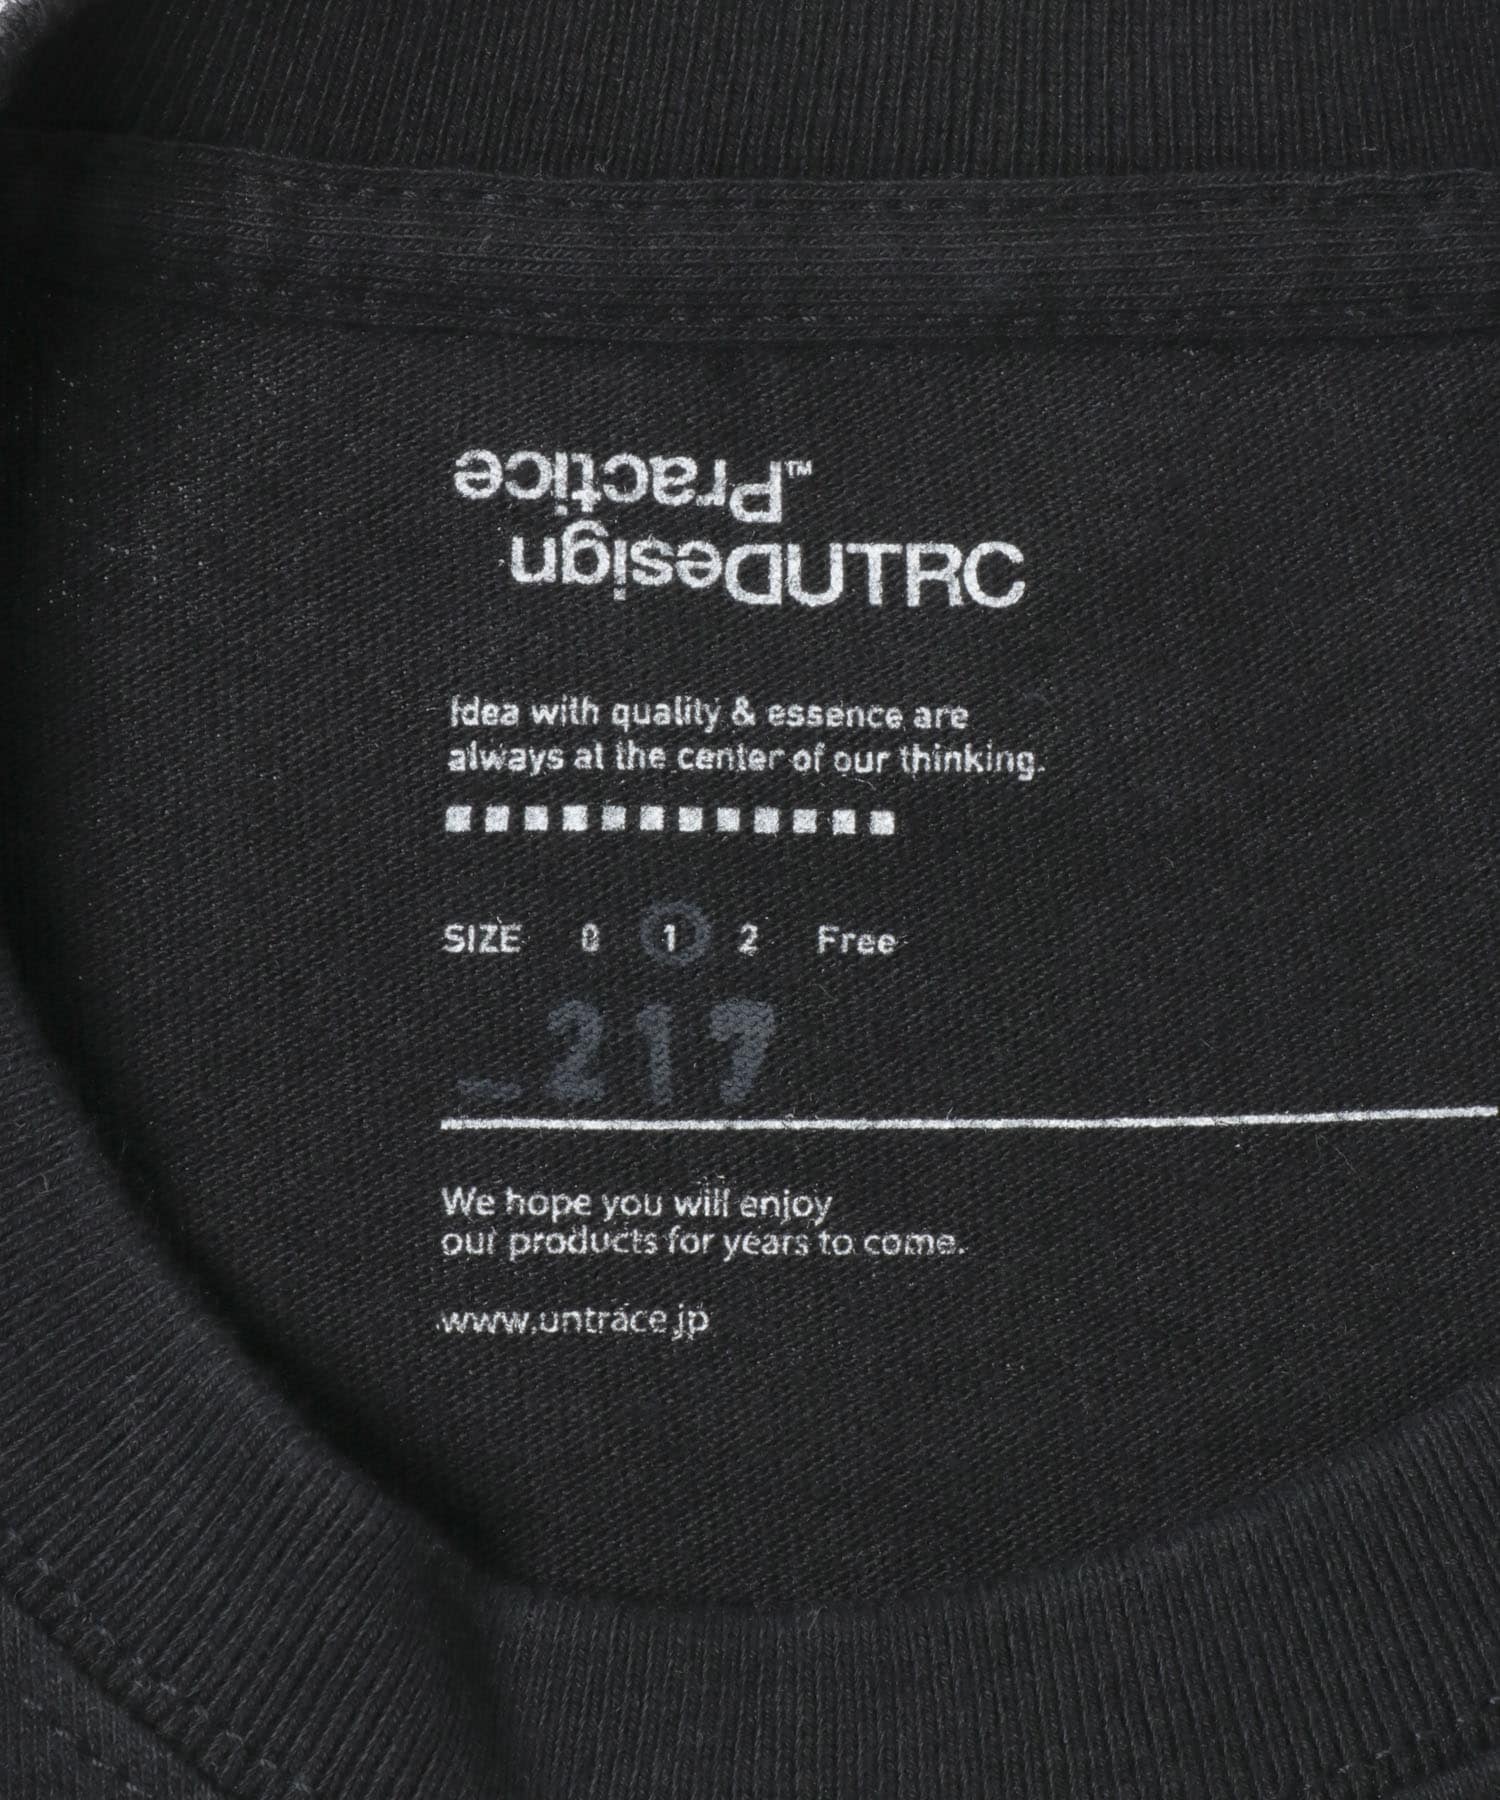 Practice™
DesignUTRC
Idea with quality & essence are
always at the center of our thinking.
SIZE 0 1 2 Free
-217
We hope you will enjoy
our products for years to come.
www.untrace.jp